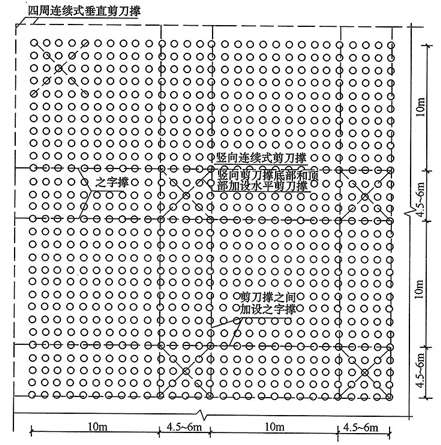 四周连续式垂直剪刀撑
10m
竖向连续式剪刀撑
之字撑
竖向剪刀撑底部和顶
部加设水平剪刀撑
4.5~6m
剪刀撑之间
加设之字撑
10m
4.5~6m
10m
4.5~6m
10m
4.5~6m